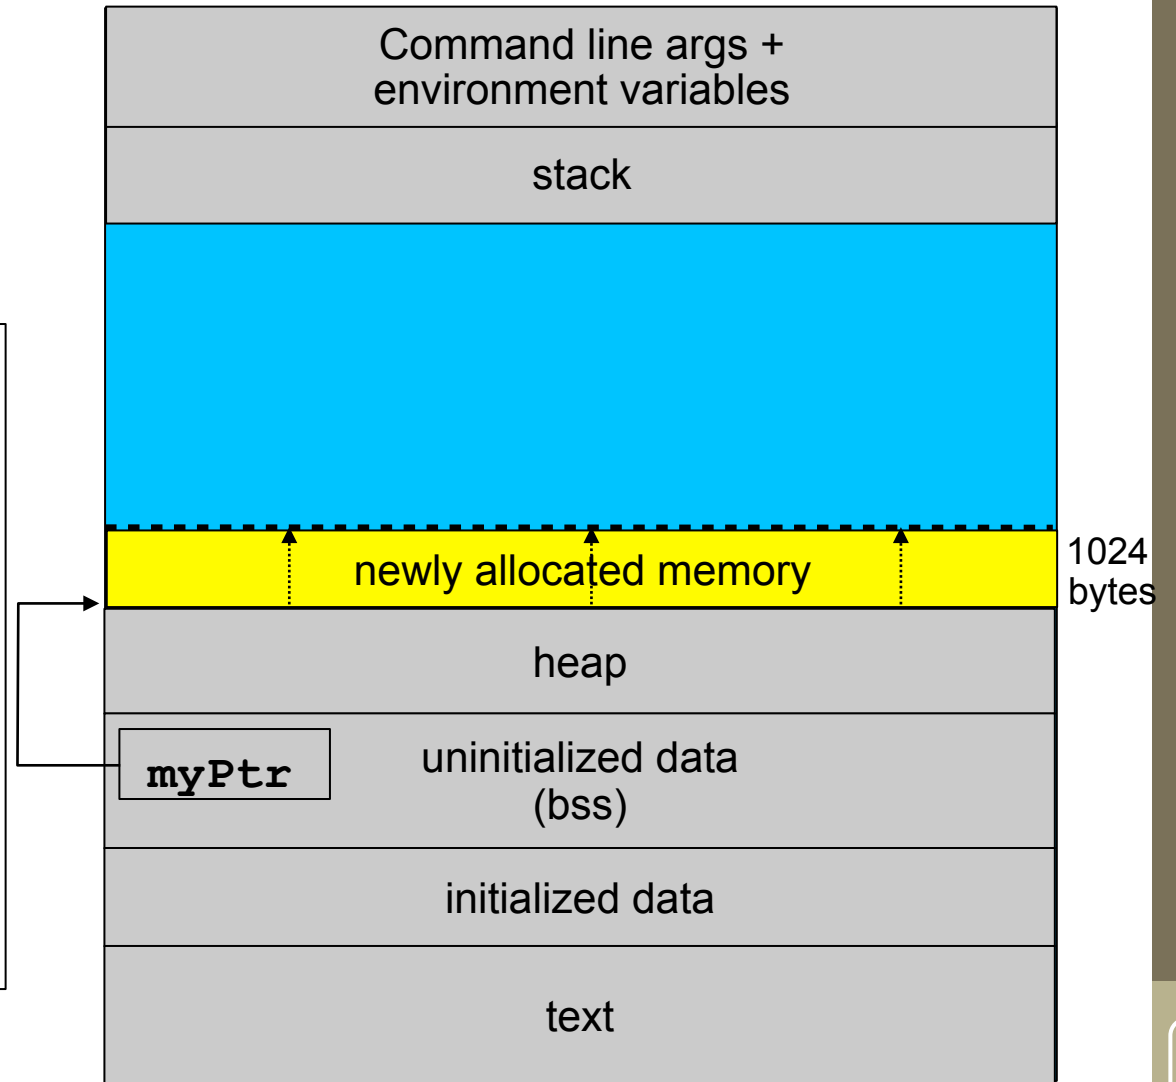 Command line args +
environment variables
stack
newly allocated memory
1024
bytes
heap
myPtr
uninitialized data
(bss)
initialized data
text